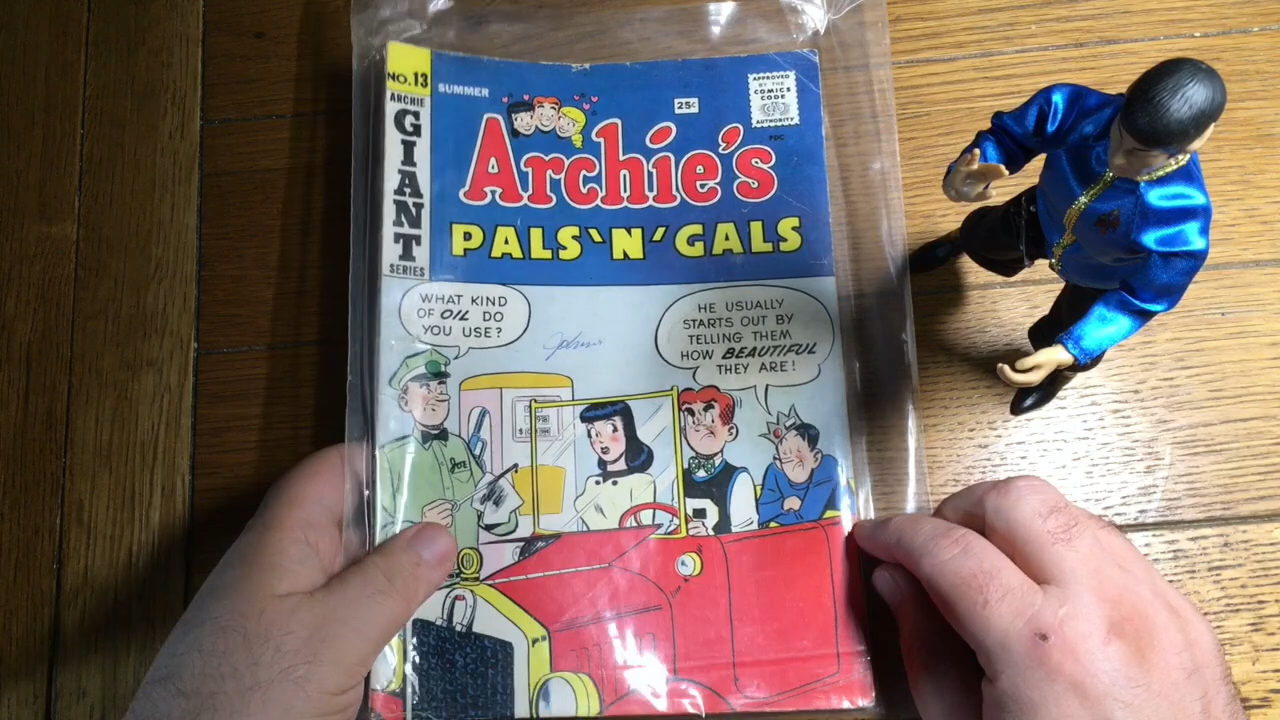 NO.13
ARCHIE
GIANT
SERIES
SUMMER
25¢
APPROVED
BY THE
COMICS
CODE
AUTHORITY
PDC
Archie's
PALS 'N' GALS
WHAT KIND
OF OIL DO
YOU USE?
HE USUALLY
STARTS OUT BY
TELLING THEM
HOW BEAUTIFUL
THEY ARE!
JOE